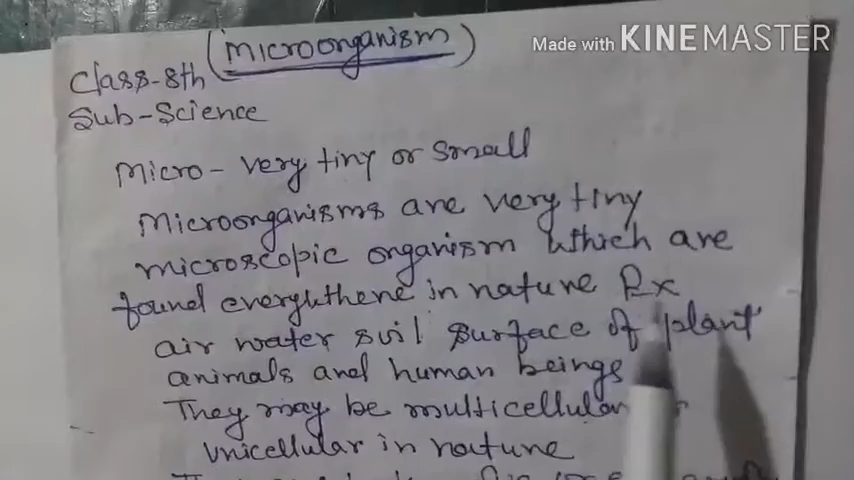 Made with KINEMASTER
(Microorganism)
Class-8th
Sub-Science
Micro- very tiny or small
Microorganisms are very tiny
microscopic organism which are
found everywhere in nature Ex
air water soil surface of plant
animals and human beings
They may be multicellular
unicellular in nature